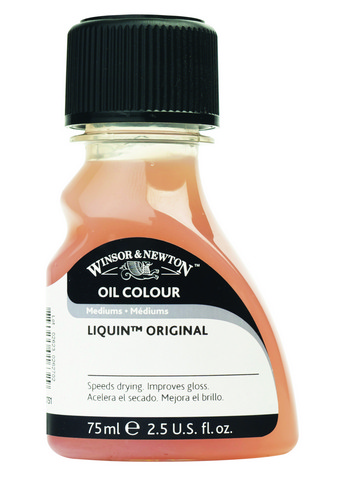 WINSOR & NEWTON™
OIL COLOUR
Mediums • Médiums
LIQUIN™ ORIGINAL
Speeds drying. Improves gloss.
Acelera el secado. Mejora el brillo.
75ml ℮ 2.5 U.S. fl.oz.